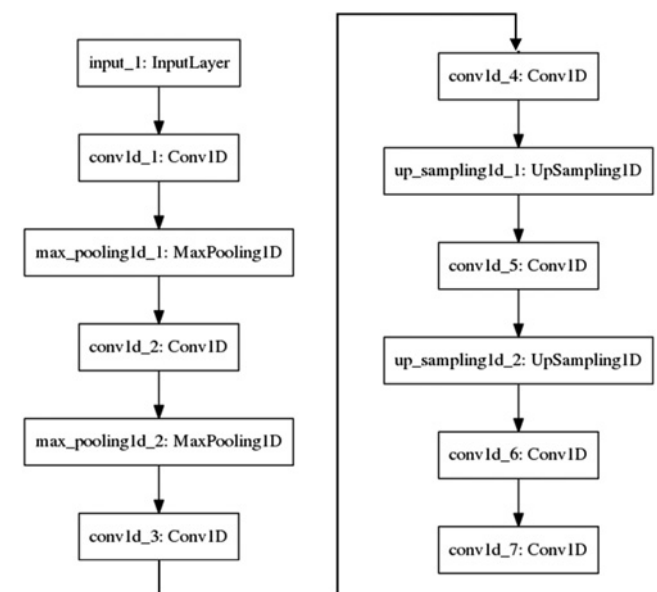 input_1: InputLayer
conv1d_1: Conv1D
max_pooling1d_1: MaxPooling1D
conv1d_2: Conv1D
max_pooling1d_2: MaxPooling1D
conv1d_3: Conv1D
conv1d_4: Conv1D
up_sampling1d_1: UpSampling1D
conv1d_5: Conv1D
up_sampling1d_2: UpSampling1D
conv1d_6: Conv1D
conv1d_7: Conv1D